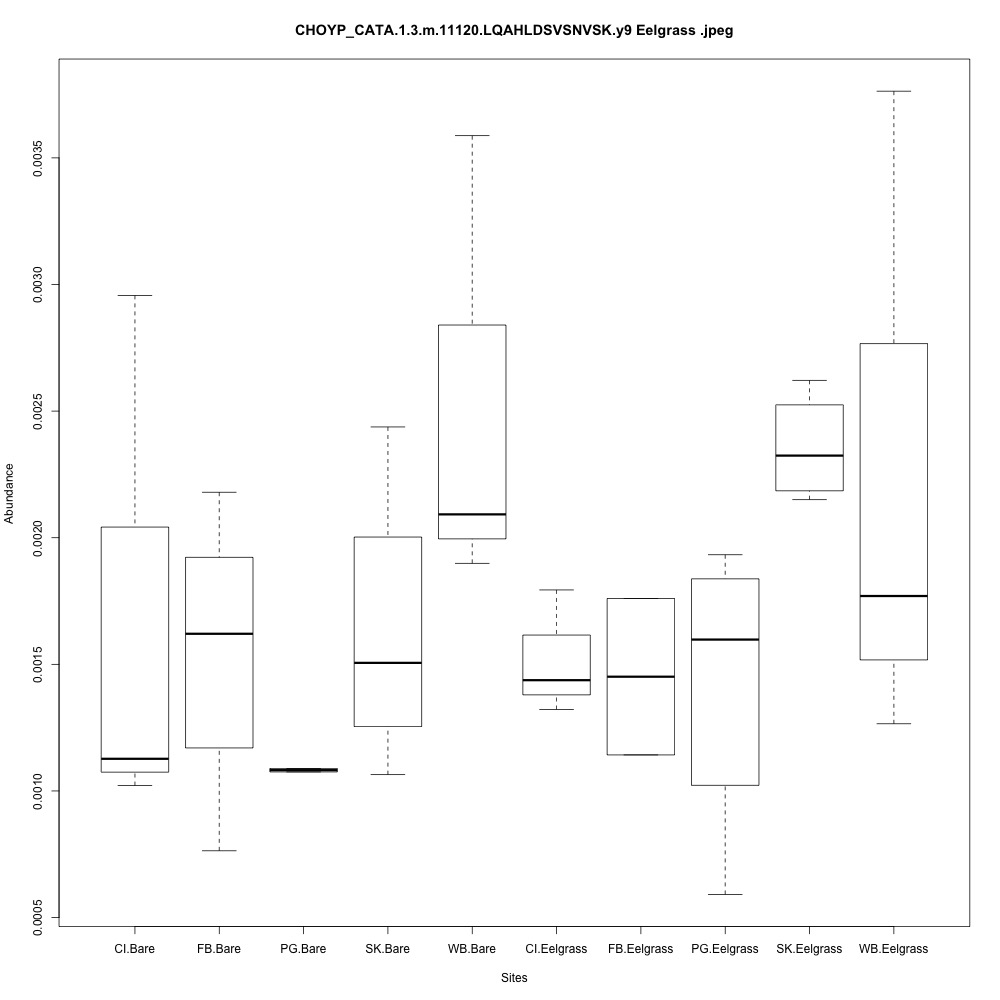 CHOYP_CATA.1.3.m.11120.LQAHLDSVSNVSK.y9 Eelgrass .jpeg
Abundance
0.0035
0.0030
0.0025
0.0020
0.0015
0.0010
0.0005
CI.Bare FB.Bare PG.Bare SK.Bare WB.Bare CI.Eelgrass FB.Eelgrass PG.Eelgrass SK.Eelgrass WB.Eelgrass
Sites